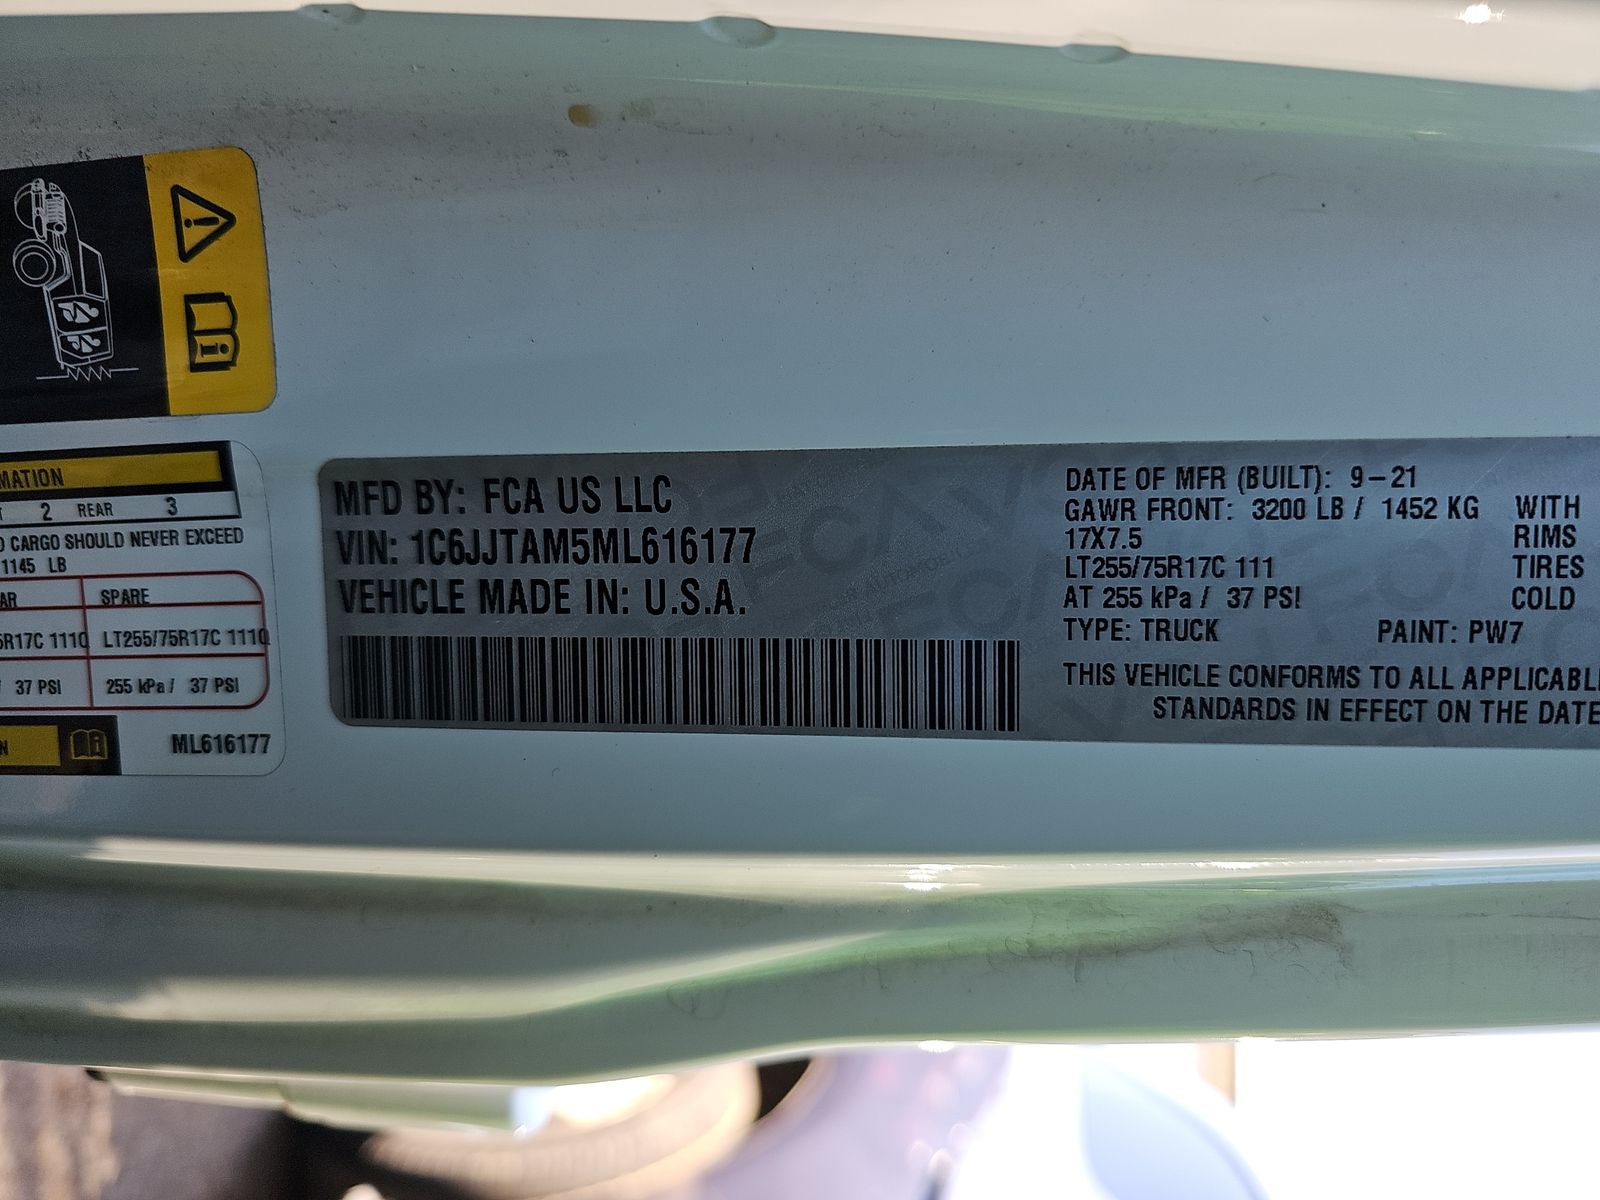 MATION
2 REAR 3
CARGO SHOULD NEVER EXCEED
1145 LB
SPARE
5R17C 111Q LT255/75R17C 111Q
37 PSI 255 kPa / 37 PSI
ML616177
MFD BY: FCA US LLC
VIN: 1C6JJTAM5ML616177
VEHICLE MADE IN: U.S.A.
DATE OF MFR (BUILT): 9-21
GAWR FRONT: 3200 LB / 1452 KG WITH
17X7.5 RIMS
LT255/75R17C 111 TIRES
AT 255 kPa / 37 PSI COLD
TYPE: TRUCK PAINT: PW7
THIS VEHICLE CONFORMS TO ALL APPLICABL
STANDARDS IN EFFECT ON THE DATE